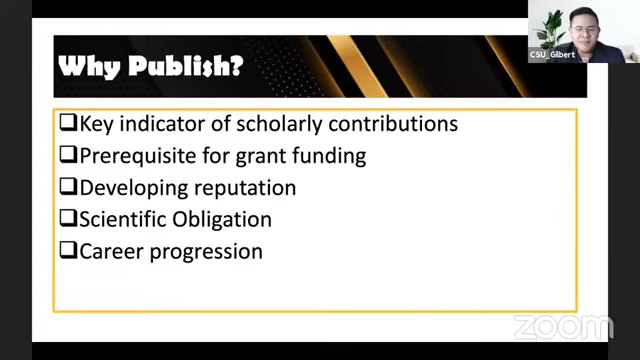 CSU_Gilbert
Why Publish?
Key indicator of scholarly contributions
Prerequisite for grant funding
Developing reputation
Scientific Obligation
Career progression
zoom